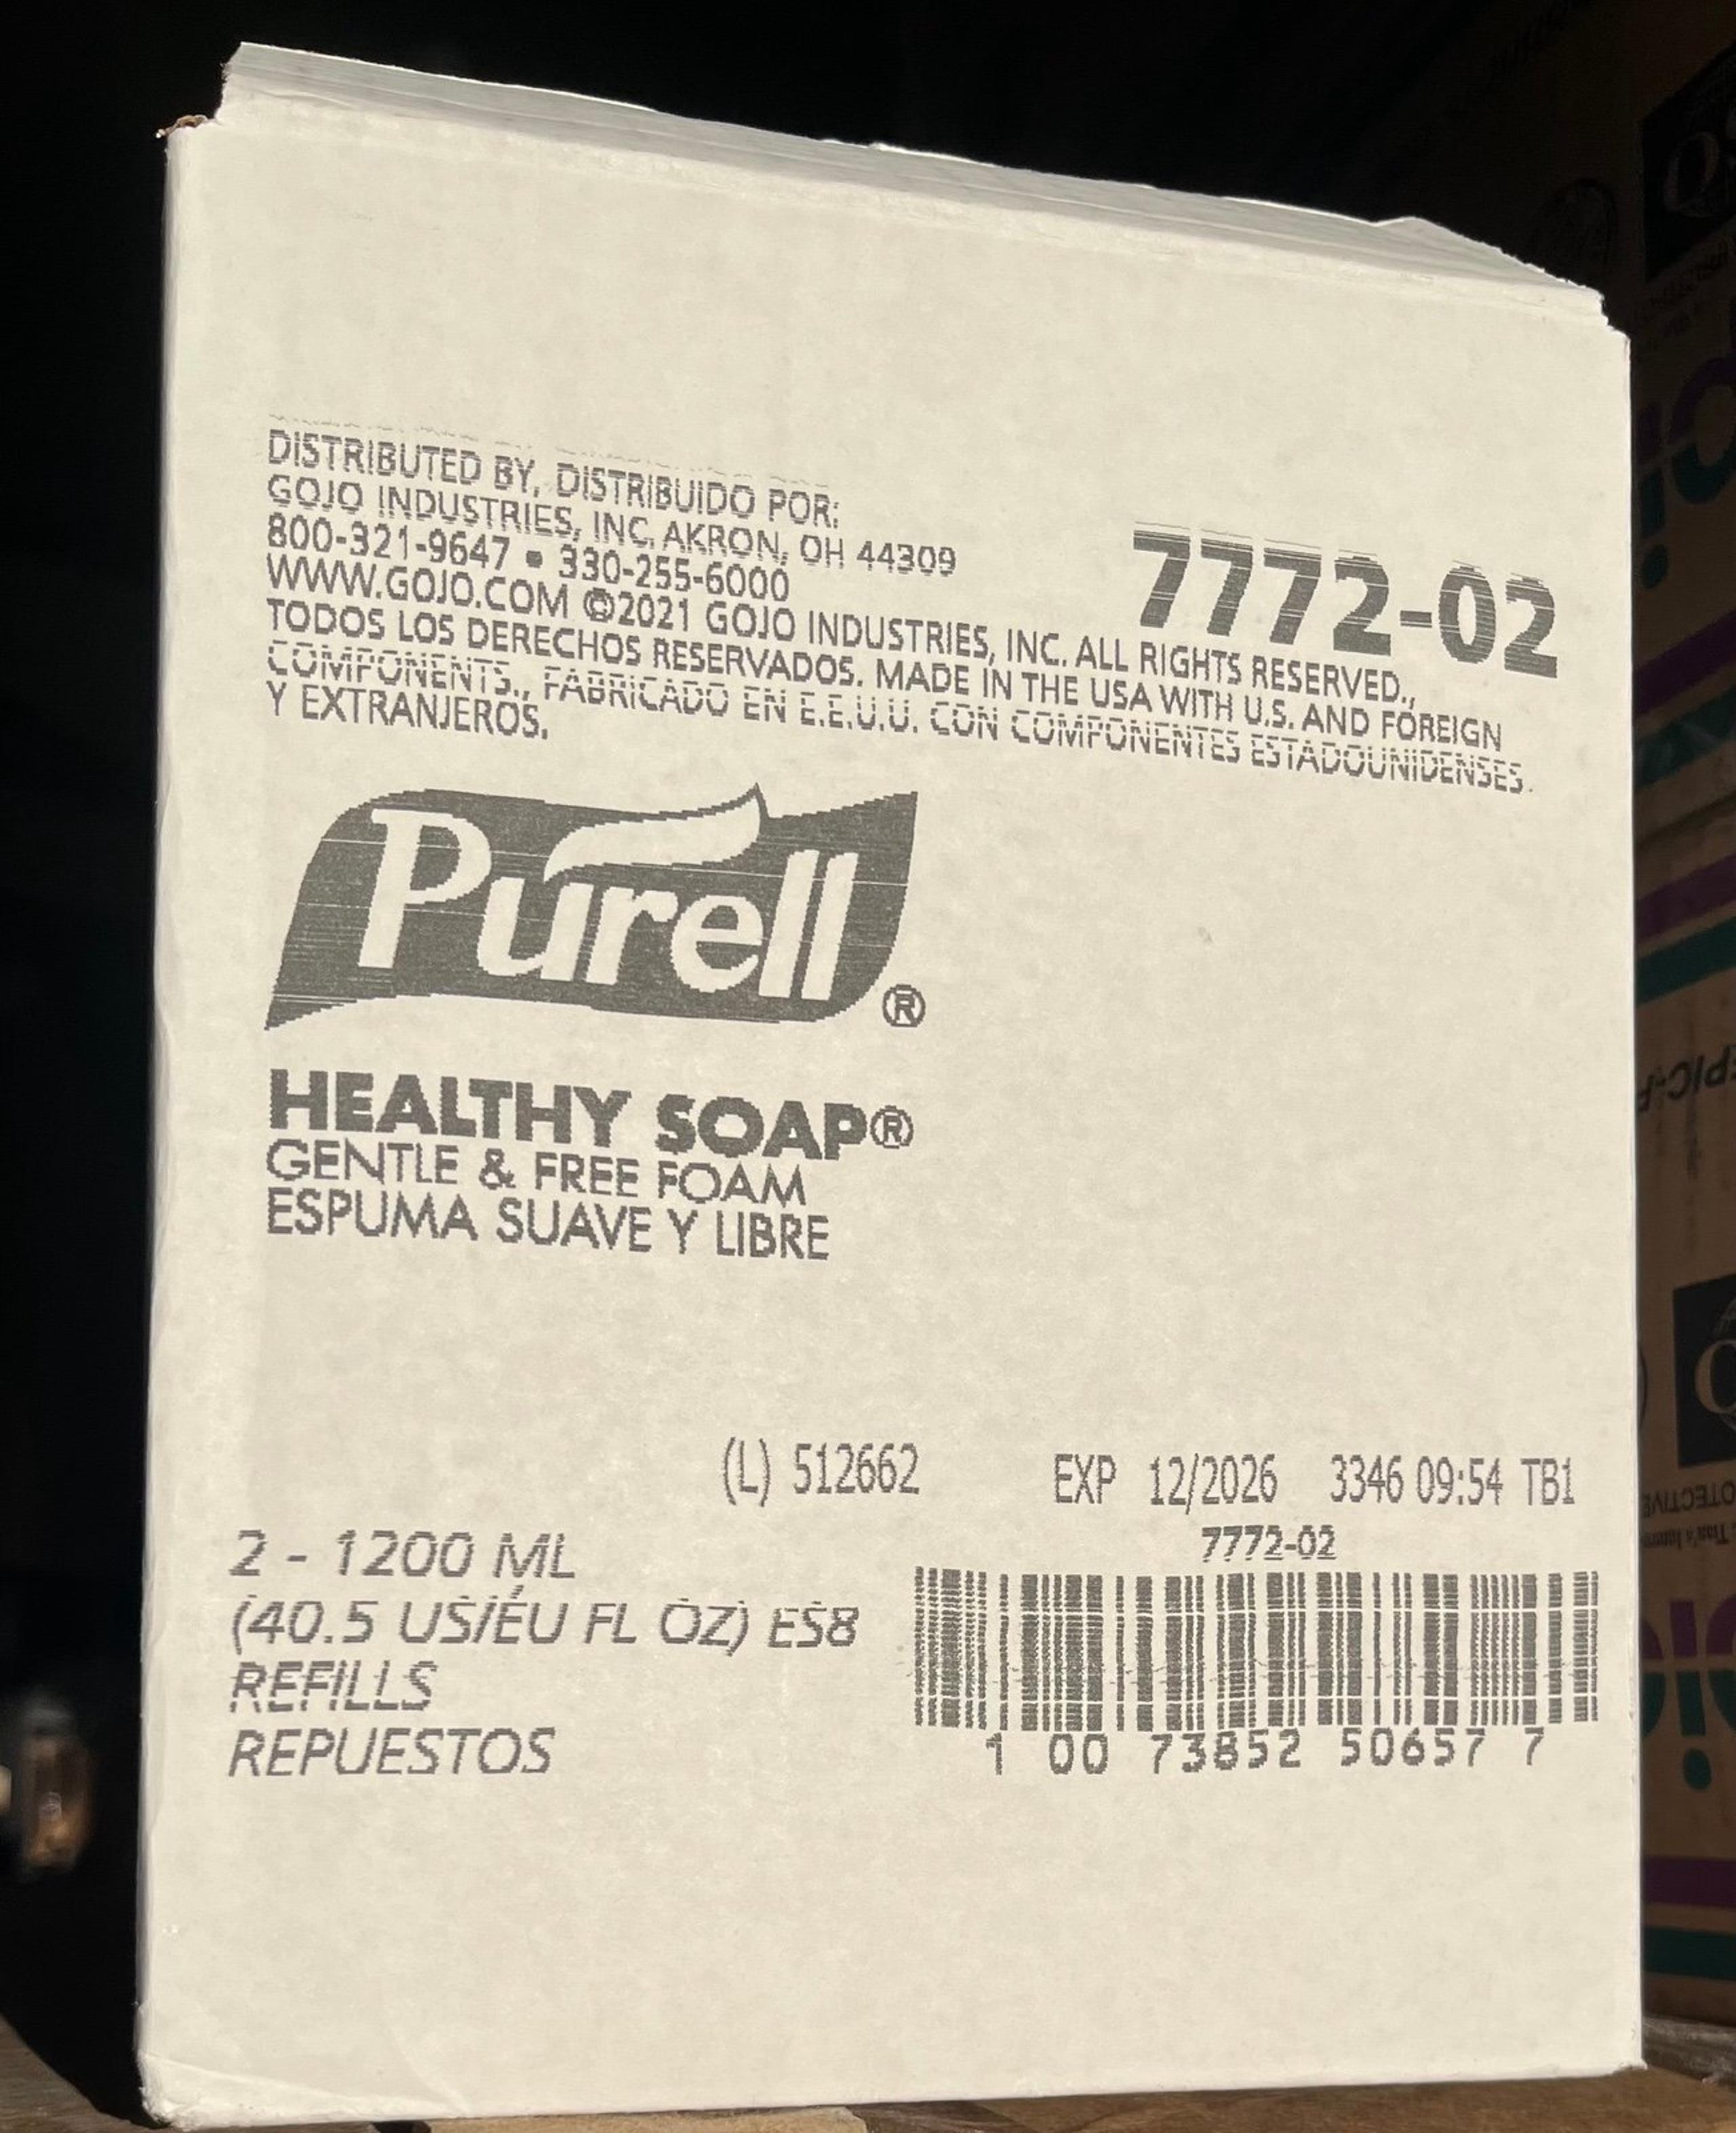 DISTRIBUTED BY, DISTRIBUIDO POR:
GOJO INDUSTRIES, INC. AKRON, OH 44309
800-321-9647 • 330-255-6000
7772-02
WWW.GOJO.COM ©2021 GOJO INDUSTRIES, INC. ALL RIGHTS RESERVED.,
TODOS LOS DERECHOS RESERVADOS. MADE IN THE USA WITH U.S. AND FOREIGN
COMPONENTS., FABRICADO EN E.E.U.U. CON COMPONENTES ESTADOUNIDENSES
Y EXTRANJEROS.
Purell®
HEALTHY SOAP®
GENTLE & FREE FOAM
ESPUMA SUAVE Y LIBRE
(L) 512662 EXP 12/2026 3346 09:54 TB1
2 - 1200 ML
(40.5 US/ÉU FL OZ) ES8
REFILLS
REPUESTOS
7772-02
1 00 73852 50657 7